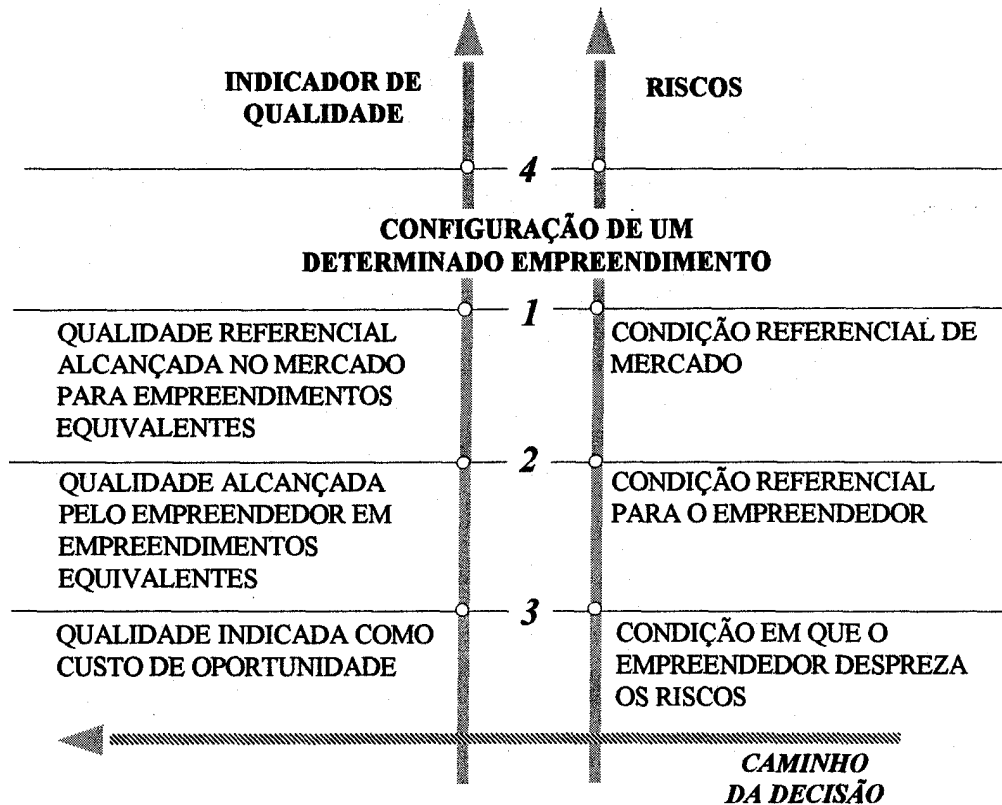 INDICADOR DE
QUALIDADE
RISCOS
4
CONFIGURAÇÃO DE UM
DETERMINADO EMPREENDIMENTO
1
QUALIDADE REFERENCIAL
ALCANÇADA NO MERCADO
PARA EMPREENDIMENTOS
EQUIVALENTES
CONDIÇÃO REFERENCIAL DE
MERCADO
2
QUALIDADE ALCANÇADA
PELO EMPREENDEDOR EM
EMPREENDIMENTOS
EQUIVALENTES
CONDIÇÃO REFERENCIAL
PARA O EMPREENDEDOR
3
QUALIDADE INDICADA COMO
CUSTO DE OPORTUNIDADE
CONDIÇÃO EM QUE O
EMPREENDEDOR DESPREZA
OS RISCOS
CAMINHO
DA DECISÃO